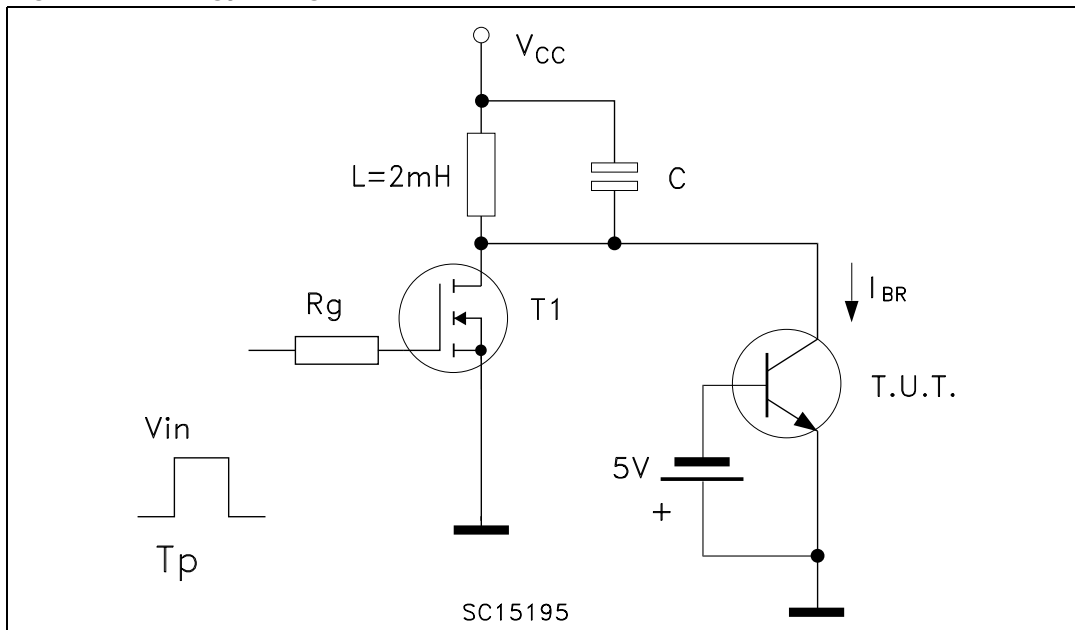 V CC
L=2mH
C
I BR
Rg
T1
T.U.T.
Vin
5V
+
Tp
SC15195